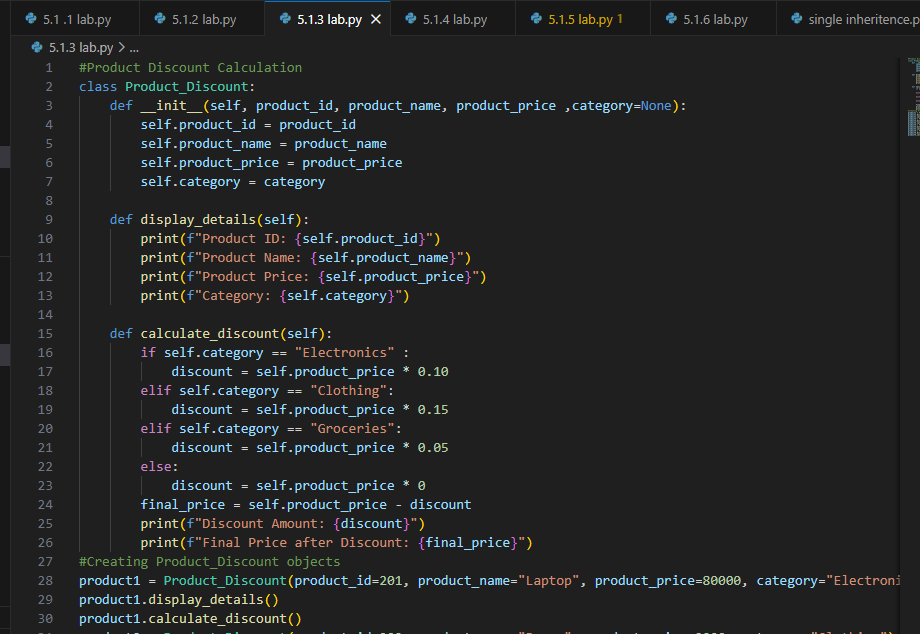 5.1 .1 lab.py
5.1.2 lab.py
5.1.3 lab.py
5.1.4 lab.py
5.1.5 lab.py 1
5.1.6 lab.py
single inheritence.p
5.1.3 lab.py > ...
1 #Product Discount Calculation
2 class Product_Discount:
3     def __init__(self, product_id, product_name, product_price ,category=None):
4         self.product_id = product_id
5         self.product_name = product_name
6         self.product_price = product_price
7         self.category = category
8
9     def display_details(self):
10         print(f"Product ID: {self.product_id}")
11         print(f"Product Name: {self.product_name}")
12         print(f"Product Price: {self.product_price}")
13         print(f"Category: {self.category}")
14
15     def calculate_discount(self):
16         if self.category == "Electronics" :
17             discount = self.product_price * 0.10
18         elif self.category == "Clothing":
19             discount = self.product_price * 0.15
20         elif self.category == "Groceries":
21             discount = self.product_price * 0.05
22         else:
23             discount = self.product_price * 0
24         final_price = self.product_price - discount
25         print(f"Discount Amount: {discount}")
26         print(f"Final Price after Discount: {final_price}")
27 #Creating Product_Discount objects
28 product1 = Product_Discount(product_id=201, product_name="Laptop", product_price=80000, category="Electroni
29 product1.display_details()
30 product1.calculate_discount()